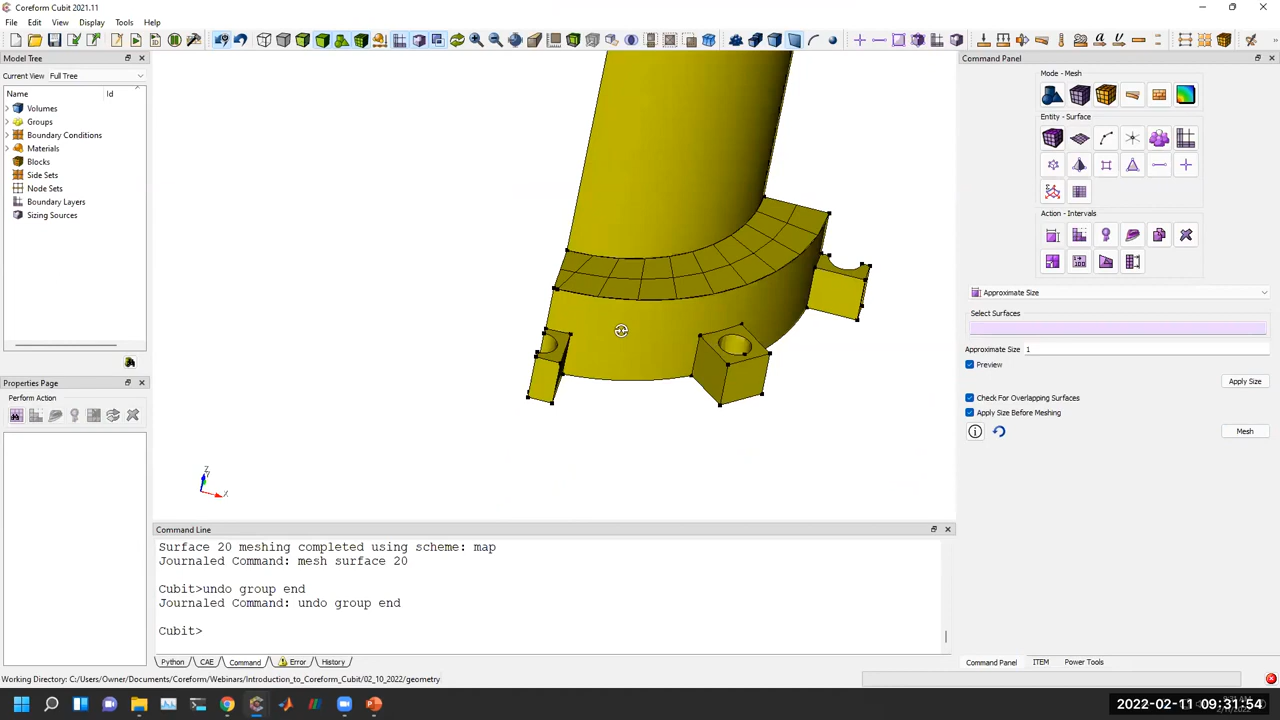 Coreform Cubit 2021.11
File Edit View Display Tools Help
Model Tree
Current View Full Tree
Name Id
Volumes
Groups
Boundary Conditions
Materials
Blocks
Side Sets
Node Sets
Boundary Layers
Sizing Sources
Properties Page
Perform Action
Z
Y
X
Command Line
Surface 20 meshing completed using scheme: map
Journaled Command: mesh surface 20
Cubit>undo group end
Journaled Command: undo group end
Cubit>
Python CAE Command Error History
Command Panel
Mode - Mesh
Entity - Surface
Action - Intervals
Approximate Size
Select Surfaces
Approximate Size 1
Preview
Apply Size
Check For Overlapping Surfaces
Apply Size Before Meshing
Mesh
Command Panel ITEM Power Tools
Working Directory: C:/Users/Owner/Documents/Coreform/Webinars/Introduction_to_Coreform_Cubit/02_10_2022/geometry
2022-02-11 09:31:54